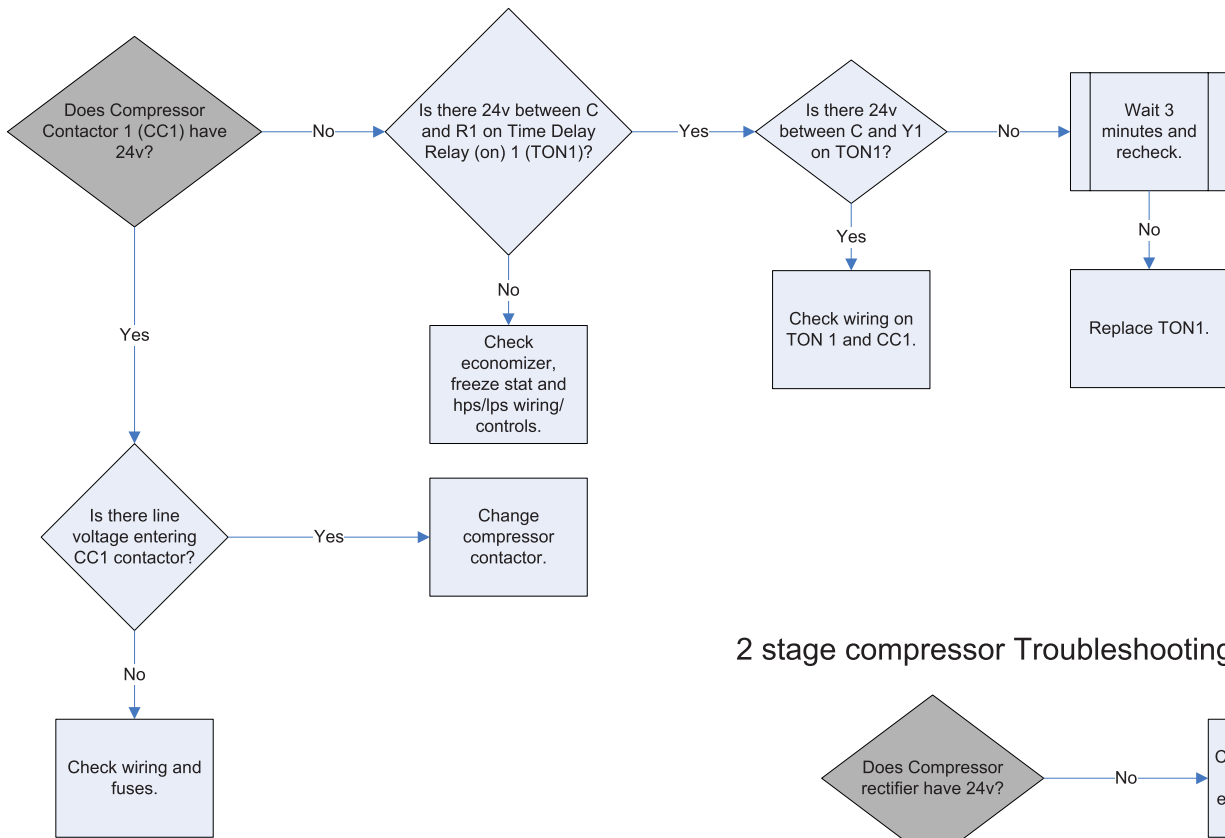 Does Compressor
Contactor 1 (CC1) have
24v?
No
Is there 24v between C
and R1 on Time Delay
Relay (on) 1 (TON1)?
Yes
Is there 24v
between C and Y1
on TON1?
No
Wait 3
minutes and
recheck.
No
Replace TON1.
Yes
Check wiring on
TON 1 and CC1.
No
Check
economizer,
freeze stat and
hps/lps wiring/
controls.
Yes
Is there line
voltage entering
CC1 contactor?
Yes
Change
compressor
contactor.
No
Check wiring and
fuses.
2 stage compressor Troubleshooting
Does Compressor
rectifier have 24v?
No